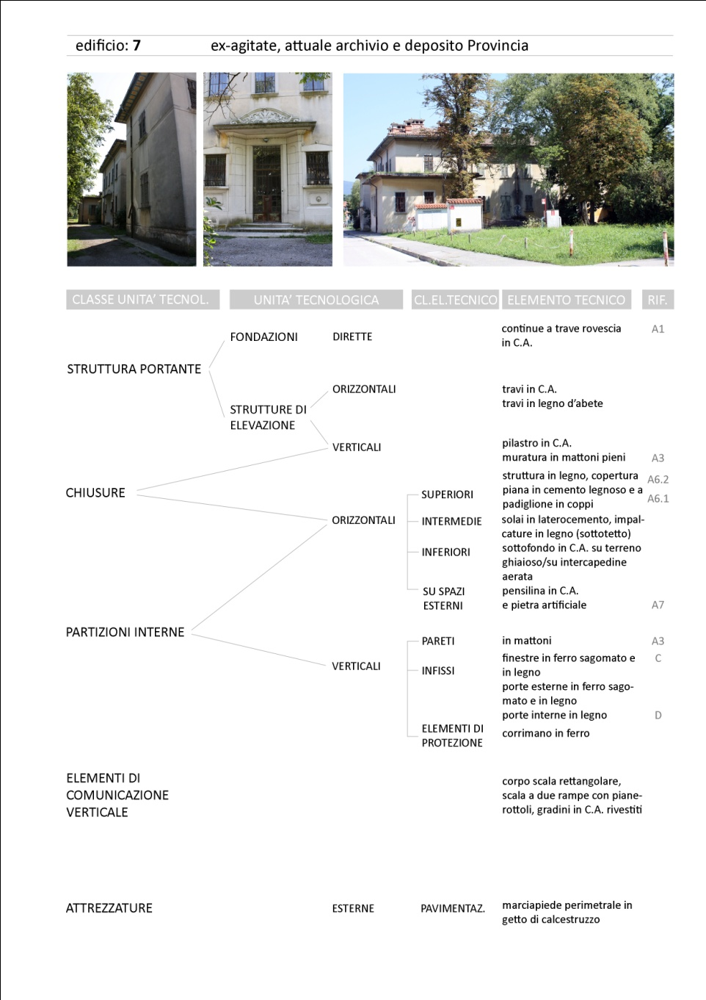 edificio: 7 ex-agitate, attuale archivio e deposito Provincia
CLASSE UNITA' TECNOL. UNITA' TECNOLOGICA CL.EL.TECNICO ELEMENTO TECNICO RIF.
STRUTTURA PORTANTE
FONDAZIONI DIRETTE
continue a trave rovescia A1
in C.A.
STRUTTURE DI
ELEVAZIONE
ORIZZONTALI
travi in C.A.
travi in legno d'abete
VERTICALI
pilastro in C.A.
muratura in mattoni pieni A3
CHIUSURE
ORIZZONTALI
SUPERIORI
struttura in legno, copertura A6.2
piana in cemento legnoso e a
padiglione in coppi A6.1
INTERMEDIE
solai in laterocemento, impal-
cature in legno (sottotetto)
INFERIORI
sottofondo in C.A. su terreno
ghiaioso/su intercapedine
aerata
SU SPAZI
ESTERNI
pensilina in C.A.
e pietra artificiale A7
PARTIZIONI INTERNE
VERTICALI
PARETI
in mattoni A3
INFISSI
finestre in ferro sagomato e C
in legno
porte esterne in ferro sago-
mato e in legno
porte interne in legno D
ELEMENTI DI
PROTEZIONE
corrimano in ferro
ELEMENTI DI
COMUNICAZIONE
VERTICALE
corpo scala rettangolare,
scala a due rampe con piane-
rottoli, gradini in C.A. rivestiti
ATTREZZATURE
ESTERNE
PAVIMENTAZ.
marciapiede perimetrale in
getto di calcestruzzo